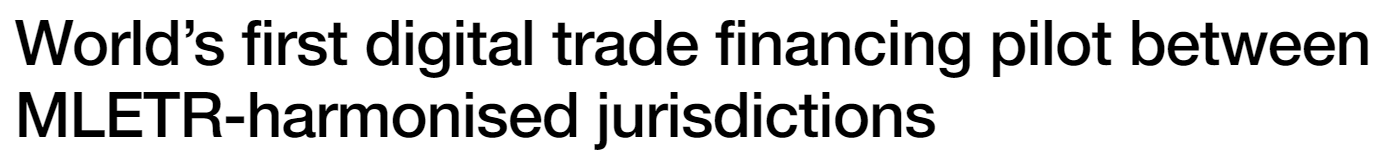 World’s first digital trade financing pilot between
MLETR-harmonised jurisdictions